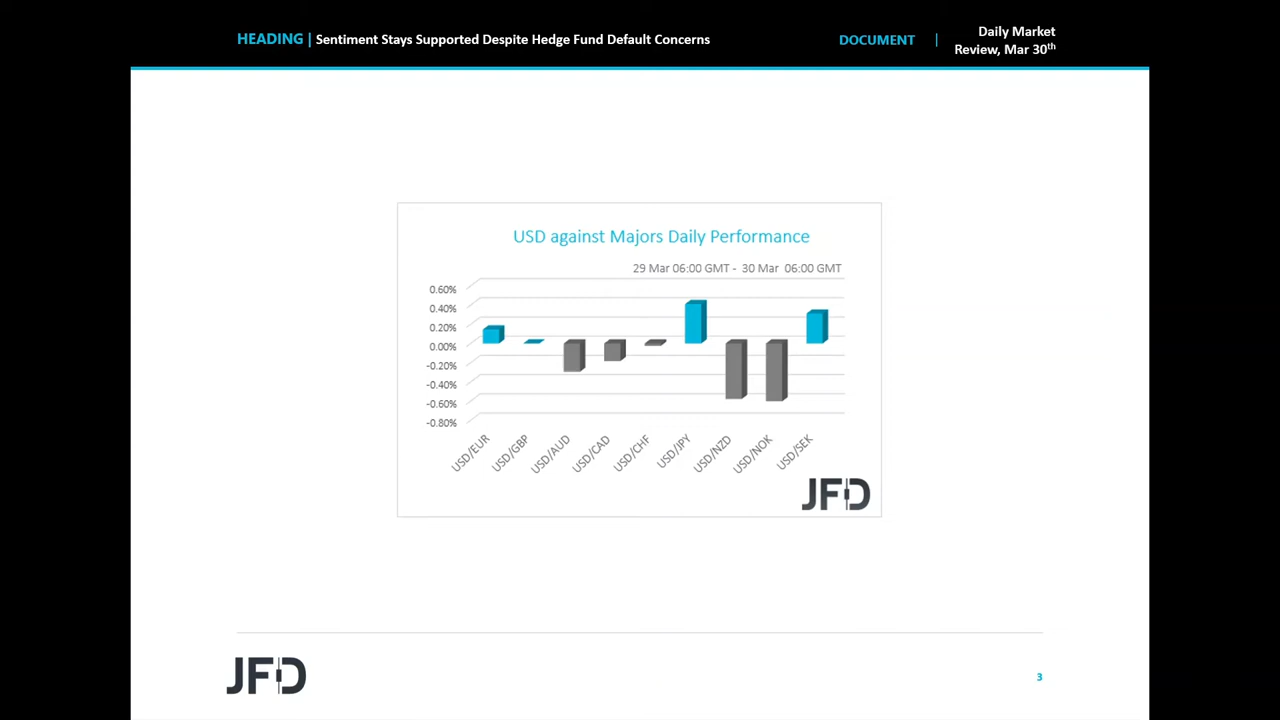 HEADING | Sentiment Stays Supported Despite Hedge Fund Default Concerns
DOCUMENT |
Daily Market
Review, Mar 30th
USD against Majors Daily Performance
29 Mar 06:00 GMT - 30 Mar 06:00 GMT
0.60%
0.40%
0.20%
0.00%
-0.20%
-0.40%
-0.60%
-0.80%
USD/EUR
USD/GBP
USD/AUD
USD/CAD
USD/CHF
USD/JPY
USD/NZD
USD/NOK
USD/SEK
JFD
JFD
3